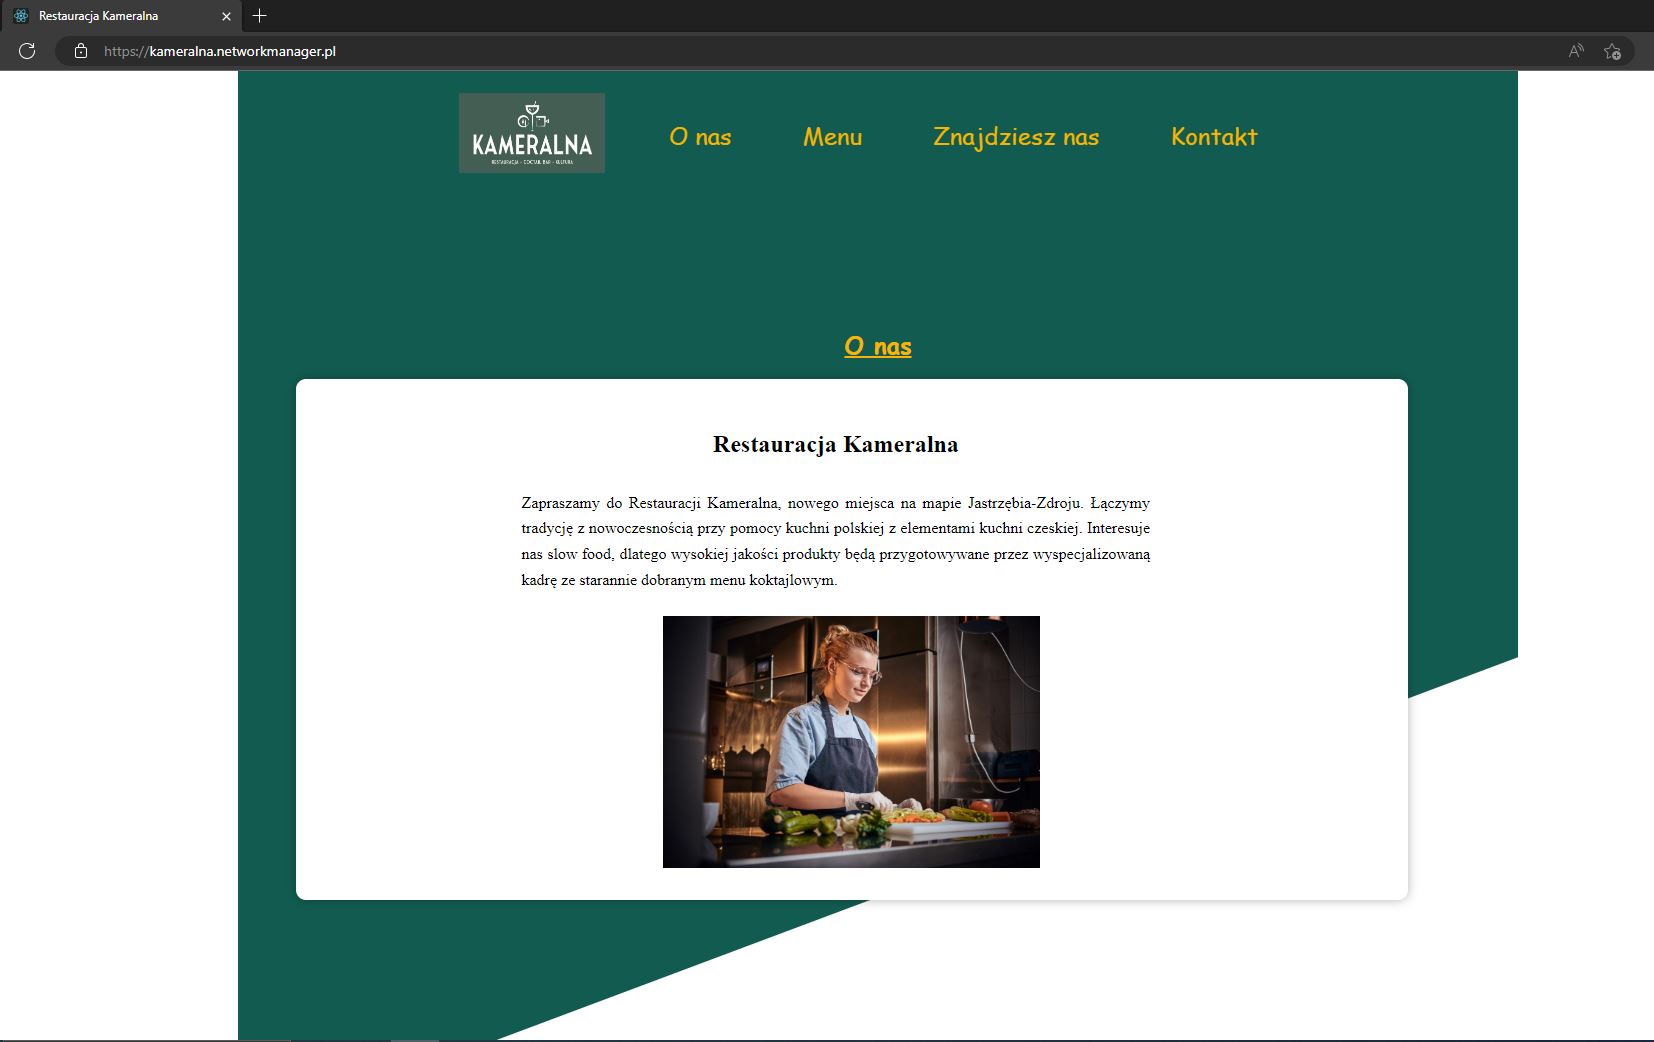 Restauracja Kameralna
https://kameralna.networkmanager.pl
KAMERALNA
RESTAURACJA - COCTAIL BAR - KULTURA
O nas
Menu
Znajdziesz nas
Kontakt
O nas
Restauracja Kameralna
Zapraszamy do Restauracji Kameralna, nowego miejsca na mapie Jastrzębia-Zdroju. Łączymy
tradycję z nowoczesnością przy pomocy kuchni polskiej z elementami kuchni czeskiej. Interesuje
nas slow food, dlatego wysokiej jakości produkty będą przygotowywane przez wyspecjalizowaną
kadrę ze starannie dobranym menu koktajlowym.